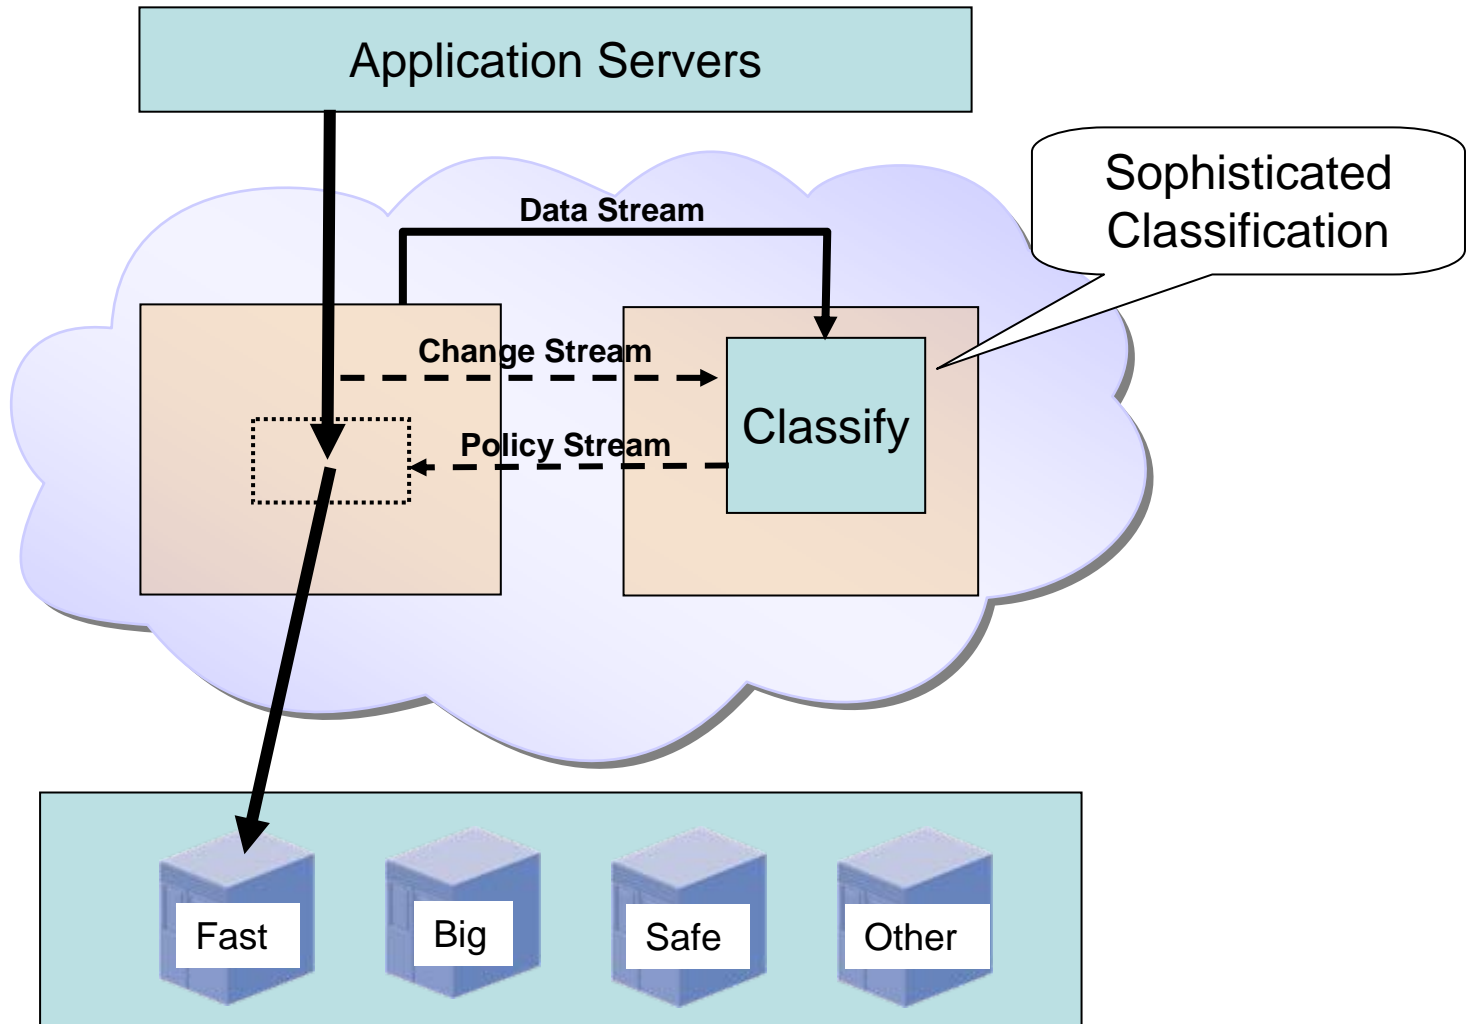 Application Servers
Sophisticated
Classification
Data Stream
Change Stream
Classify
Policy Stream
Fast
Big
Safe
Other